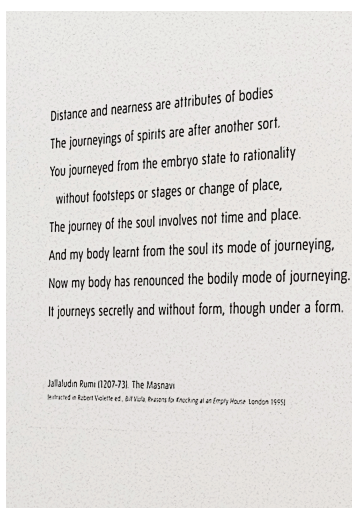 Distance and nearness are attributes of bodies
The journeyings of spirits are after another sort.
You journeyed from the embryo state to rationality
without footsteps or stages or change of place,
The journey of the soul involves not time and place.
And my body learnt from the soul its mode of journeying,
Now my body has renounced the bodily mode of journeying.
It journeys secretly and without form, though under a form.
Jallaludin Rumi (1207-73). The Masnavi
[extracted in Robert Violette ed., Bill Viola, Reasons for Knocking at an Empty House London 1995]